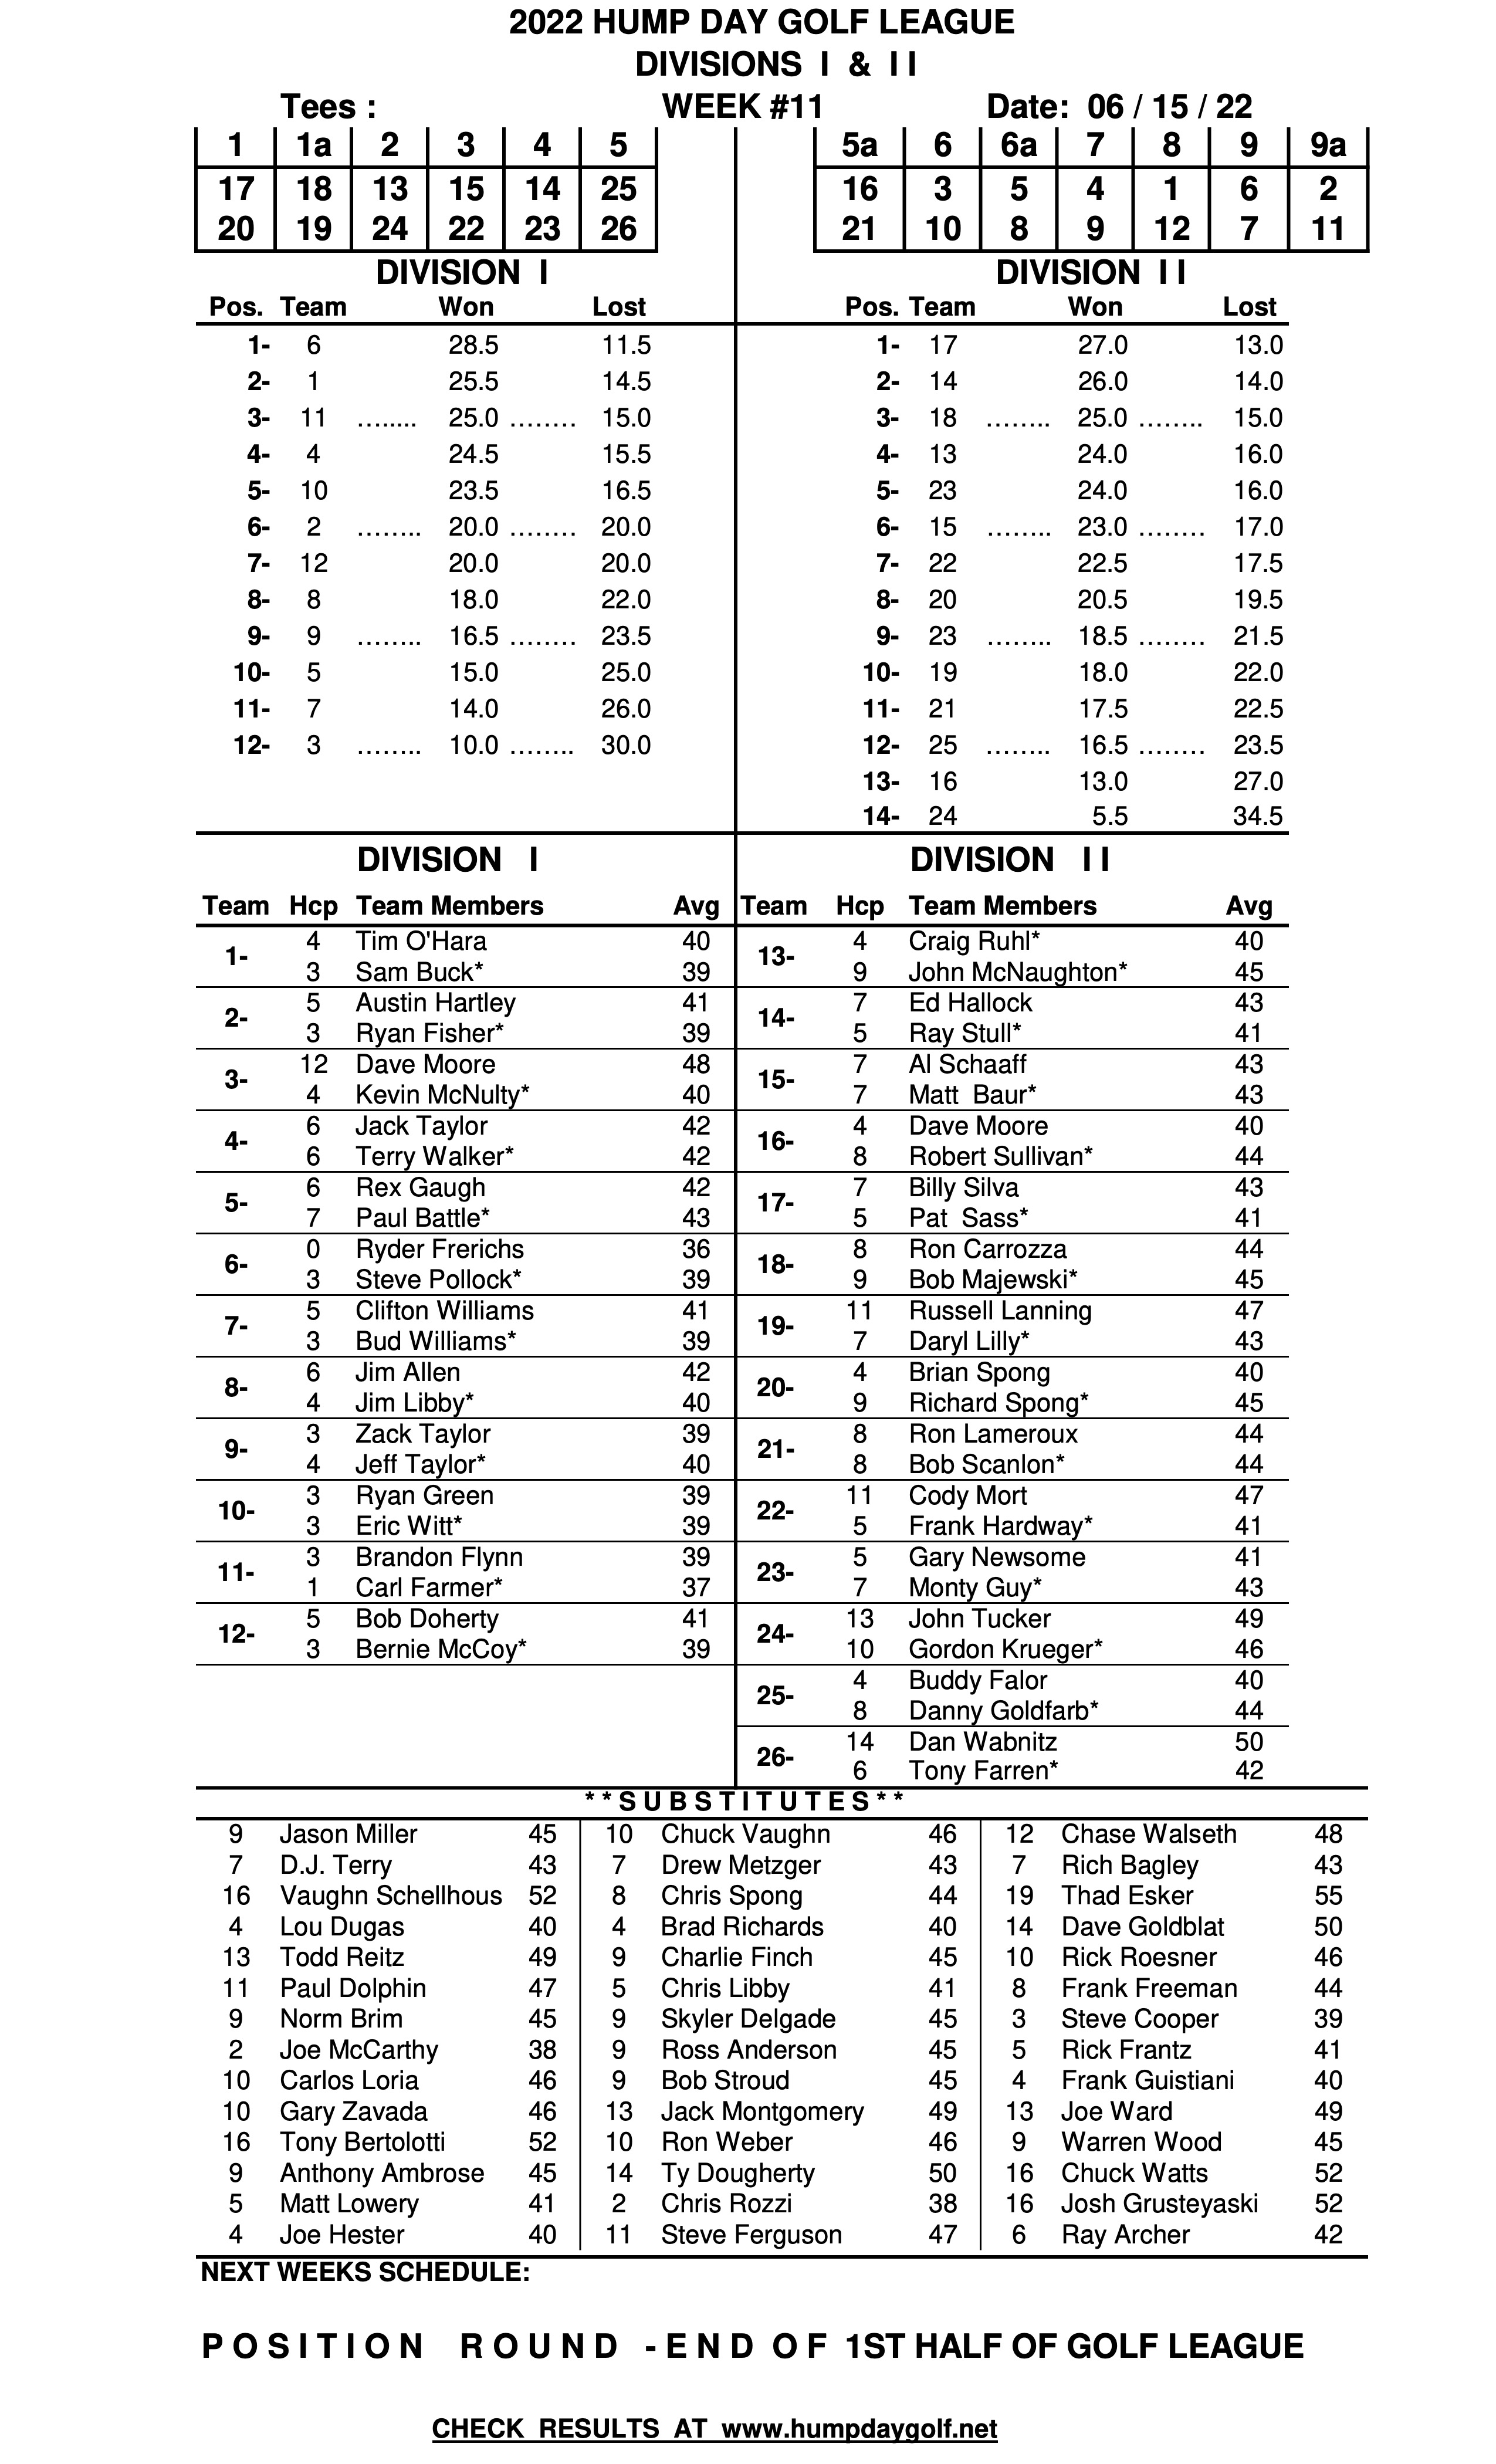 2022 HUMP DAY GOLF LEAGUE
DIVISIONS I & I I
Tees : WEEK #11 Date: 06 / 15 / 22
1 1a 2 3 4 5 5a 6 6a 7 8 9 9a
17 18 13 15 14 25 16 3 5 4 1 6 2
20 19 24 22 23 26 21 10 8 9 12 7 11
DIVISION I DIVISION I I
Pos. Team Won Lost Pos. Team Won Lost
1- 6 28.5 11.5 1- 17 27.0 13.0
2- 1 25.5 14.5 2- 14 26.0 14.0
3- 11 ........ 25.0 ........ 15.0 3- 18 ........ 25.0 ........ 15.0
4- 4 24.5 15.5 4- 13 24.0 16.0
5- 10 23.5 16.5 5- 23 24.0 16.0
6- 2 ........ 20.0 ........ 20.0 6- 15 ........ 23.0 ........ 17.0
7- 12 20.0 20.0 7- 22 22.5 17.5
8- 8 18.0 22.0 8- 20 20.5 19.5
9- 9 ........ 16.5 ........ 23.5 9- 23 ........ 18.5 ........ 21.5
10- 5 15.0 25.0 10- 19 18.0 22.0
11- 7 14.0 26.0 11- 21 17.5 22.5
12- 3 ........ 10.0 ........ 30.0 12- 25 ........ 16.5 ........ 23.5
13- 16 13.0 27.0
14- 24 5.5 34.5
DIVISION I DIVISION I I
Team Hcp Team Members Avg Team Hcp Team Members Avg
1- 4 Tim O'Hara 40 13- 4 Craig Ruhl* 40
3 Sam Buck* 39 9 John McNaughton* 45
2- 5 Austin Hartley 41 14- 7 Ed Hallock 43
3 Ryan Fisher* 39 5 Ray Stull* 41
3- 12 Dave Moore 48 15- 7 Al Schaaff 43
4 Kevin McNulty* 40 7 Matt Baur* 43
4- 6 Jack Taylor 42 16- 4 Dave Moore 40
6 Terry Walker* 42 8 Robert Sullivan* 44
5- 6 Rex Gaugh 42 17- 7 Billy Silva 43
7 Paul Battle* 43 5 Pat Sass* 41
6- 0 Ryder Frerichs 36 18- 8 Ron Carrozza 44
3 Steve Pollock* 39 9 Bob Majewski* 45
7- 5 Clifton Williams 41 19- 11 Russell Lanning 47
3 Bud Williams* 39 7 Daryl Lilly* 43
8- 6 Jim Allen 42 20- 4 Brian Spong 40
4 Jim Libby* 40 9 Richard Spong* 45
9- 3 Zack Taylor 39 21- 8 Ron Lameroux 44
4 Jeff Taylor* 40 8 Bob Scanlon* 44
10- 3 Ryan Green 39 22- 11 Cody Mort 47
3 Eric Witt* 39 5 Frank Hardway* 41
11- 3 Brandon Flynn 39 23- 5 Gary Newsome 41
1 Carl Farmer* 37 7 Monty Guy* 43
12- 5 Bob Doherty 41 24- 13 John Tucker 49
3 Bernie McCoy* 39 10 Gordon Krueger* 46
25- 4 Buddy Falor 40
8 Danny Goldfarb* 44
26- 14 Dan Wabnitz 50
6 Tony Farren* 42
* * S U B S T I T U T E S * *
9 Jason Miller 45 10 Chuck Vaughn 46 12 Chase Walseth 48
7 D.J. Terry 43 7 Drew Metzger 43 7 Rich Bagley 43
16 Vaughn Schellhous 52 8 Chris Spong 44 19 Thad Esker 55
4 Lou Dugas 40 4 Brad Richards 40 14 Dave Goldblat 50
13 Todd Reitz 49 9 Charlie Finch 45 10 Rick Roesner 46
11 Paul Dolphin 47 5 Chris Libby 41 8 Frank Freeman 44
9 Norm Brim 45 9 Skyler Delgade 45 3 Steve Cooper 39
2 Joe McCarthy 38 9 Ross Anderson 45 5 Rick Frantz 41
10 Carlos Loria 46 9 Bob Stroud 45 4 Frank Guistiani 40
10 Gary Zavada 46 13 Jack Montgomery 49 13 Joe Ward 49
16 Tony Bertolotti 52 10 Ron Weber 46 9 Warren Wood 45
9 Anthony Ambrose 45 14 Ty Dougherty 50 16 Chuck Watts 52
5 Matt Lowery 41 2 Chris Rozzi 38 16 Josh Grusteyaski 52
4 Joe Hester 40 11 Steve Ferguson 47 6 Ray Archer 42
NEXT WEEKS SCHEDULE:
P O S I T I O N R O U N D - E N D O F 1ST HALF OF GOLF LEAGUE
CHECK RESULTS AT www.humpdaygolf.net